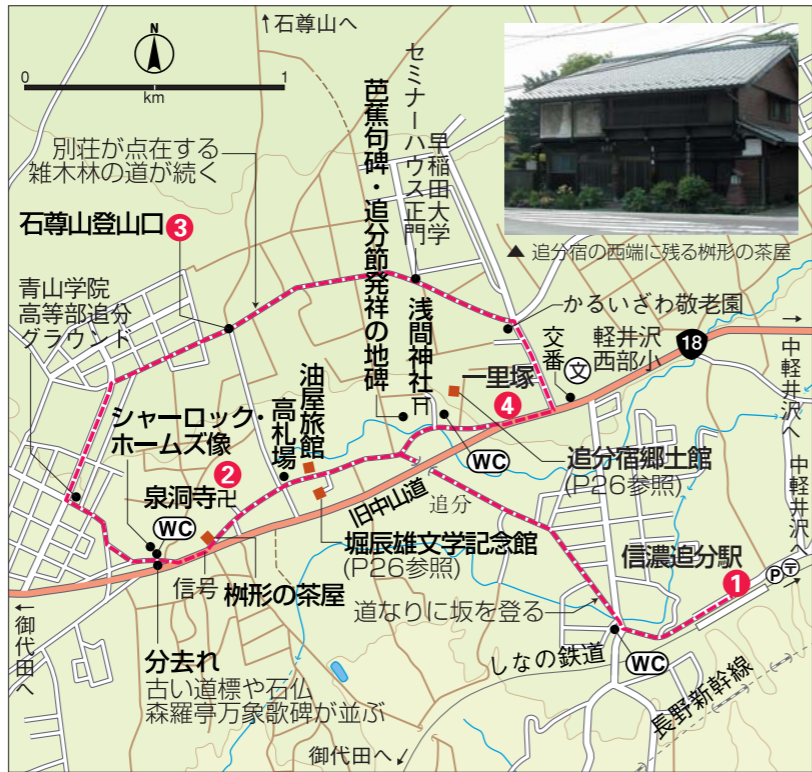 ↑石尊山へ
N
0
1
km
別荘が点在する
雑木林の道が続く
石尊山登山口
3
青山学院
高等部追分
グラウンド
芭蕉句碑・追分節発祥の地碑
早稲田大学
セミナーハウス正門
▲ 追分宿の西端に残る桝形の茶屋
浅間神社
かるいざわ敬老園
交番
文
軽井沢
西部小
18
→中軽井沢へ
一里塚
4
油屋旅館
高札場
シャーロック・
ホームズ像
2
泉洞寺卍
WC
WC
追分宿郷土館
(P26参照)
旧中山道
追分
堀辰雄文学記念館
(P26参照)
中軽井沢へ
信濃追分駅
1
P
〒
信号
桝形の茶屋
道なりに坂を登る
←御代田へ
分去れ
古い道標や石仏
森羅亭万象歌碑が並ぶ
しなの鉄道
WC
長野新幹線
御代田へ